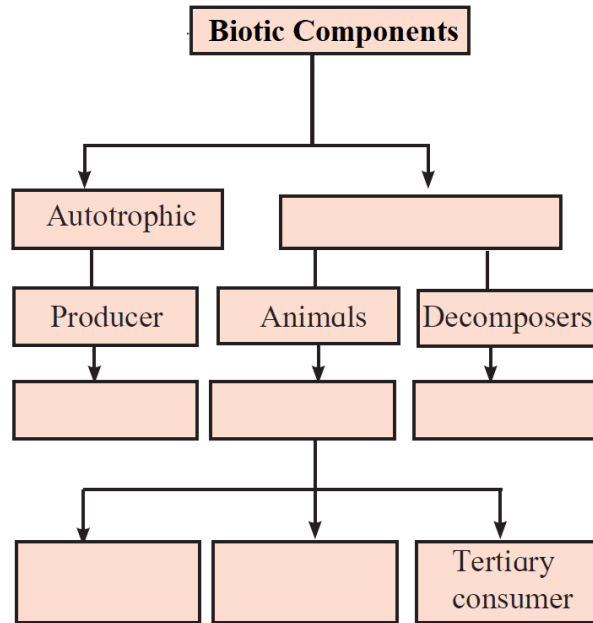 Biotic Components
Autotrophic
Producer
Animals
Decomposers
Tertiary
consumer